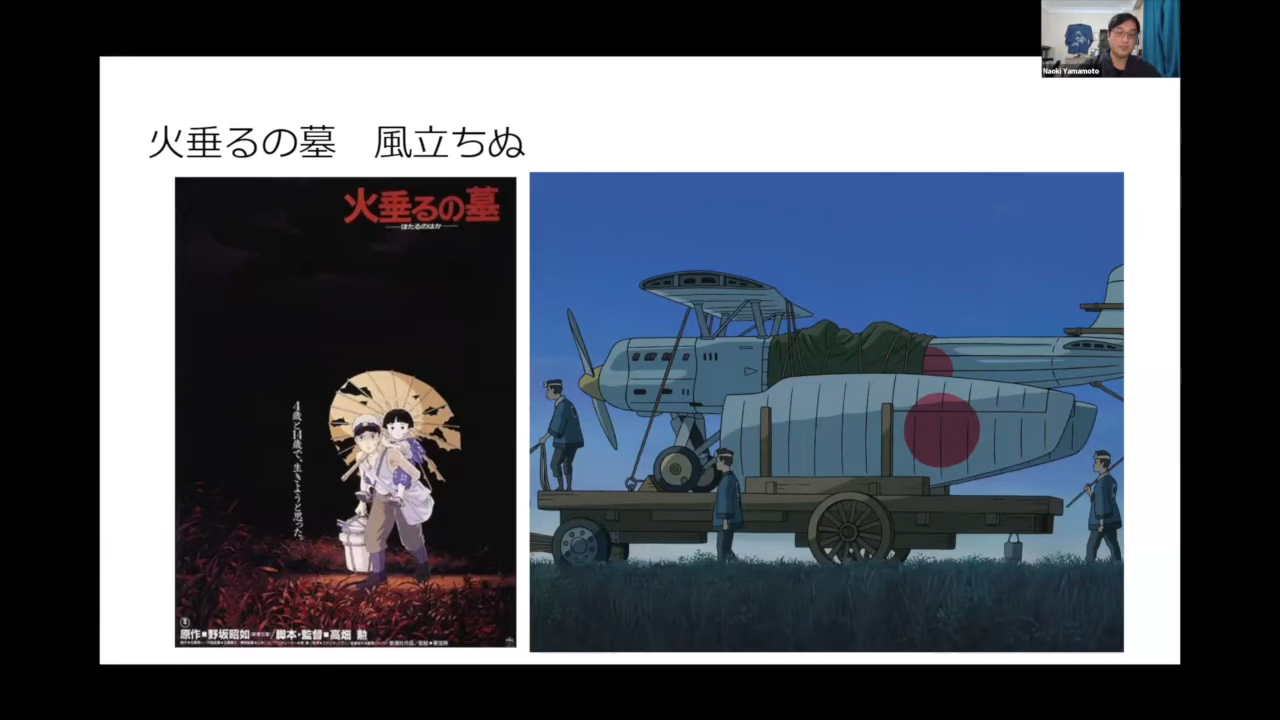 Naoki Yamamoto
火垂るの墓　風立ちぬ
火垂るの墓
ほたるのはか
4歳と14歳で、生きようと思った。
原作■野坂昭如 脚本・監督■高畑 勲